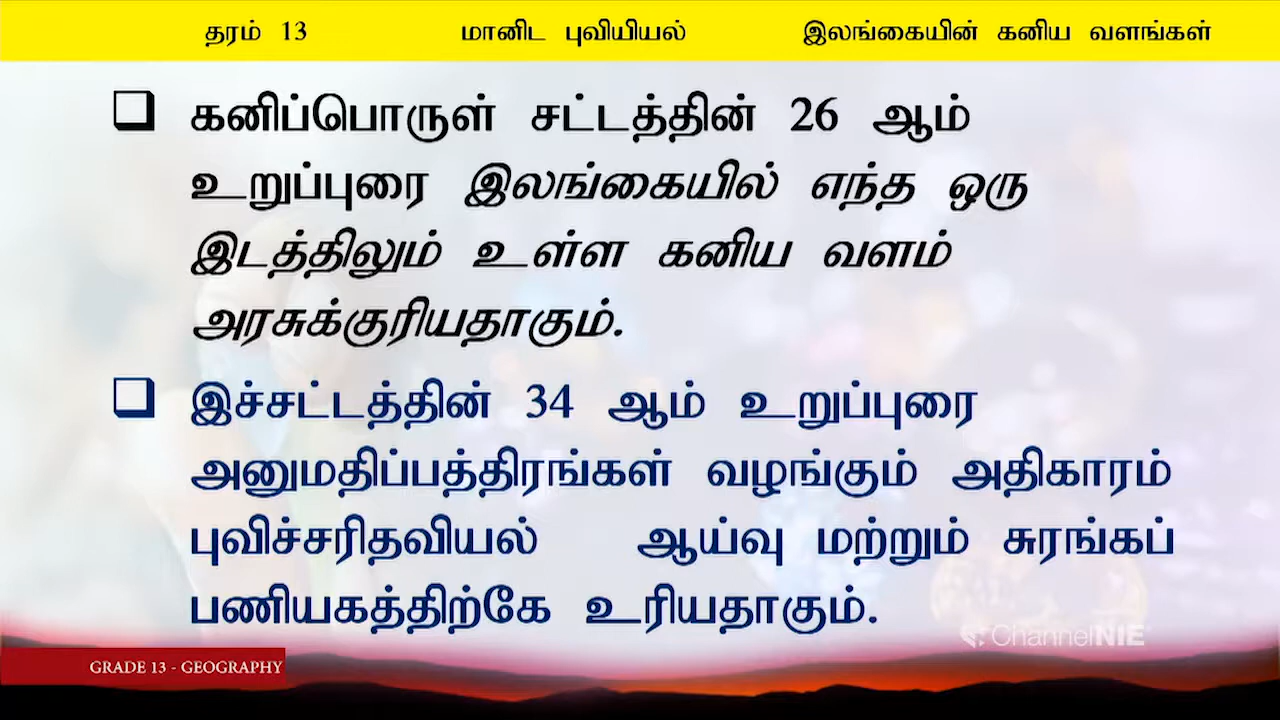 தரம் 13 மானிட புவியியல் இலங்கையின் கனிய வளங்கள்
கனிப்பொருள் சட்டத்தின் 26 ஆம்
உறுப்புரை இலங்கையில் எந்த ஒரு
இடத்திலும் உள்ள கனிய வளம்
அரசுக்குரியதாகும்.
இச்சட்டத்தின் 34 ஆம் உறுப்புரை
அனுமதிப்பத்திரங்கள் வழங்கும் அதிகாரம்
புவிச்சரிதவியல் ஆய்வு மற்றும் சுரங்கப்
பணியகத்திற்கே உரியதாகும்.
ChannelNIE
GRADE 13 - GEOGRAPHY